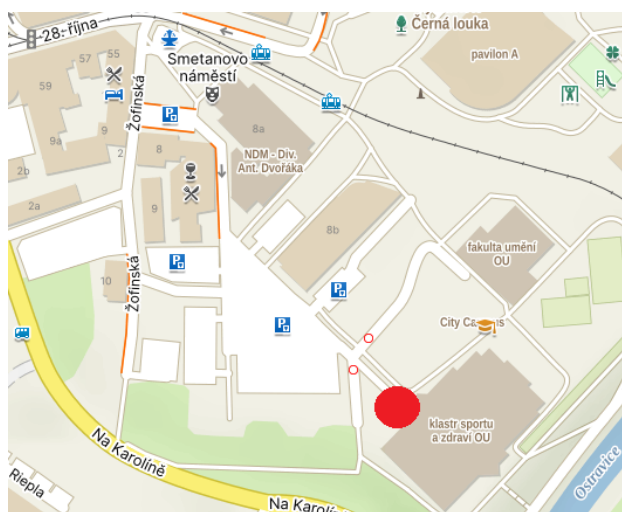 28. října
Černá louka
pavilon A
Smetanovo
náměstí
57
55
59
Žofínská
9
9a
2
8
8a
NDM - Div.
Ant. Dvořáka
2b
2a
9
8b
fakulta umění
OU
10
Žofínská
City Campus
klastr sportu
a zdraví OU
Na Karolíně
Riepla
Na Karolíně
Ostravice